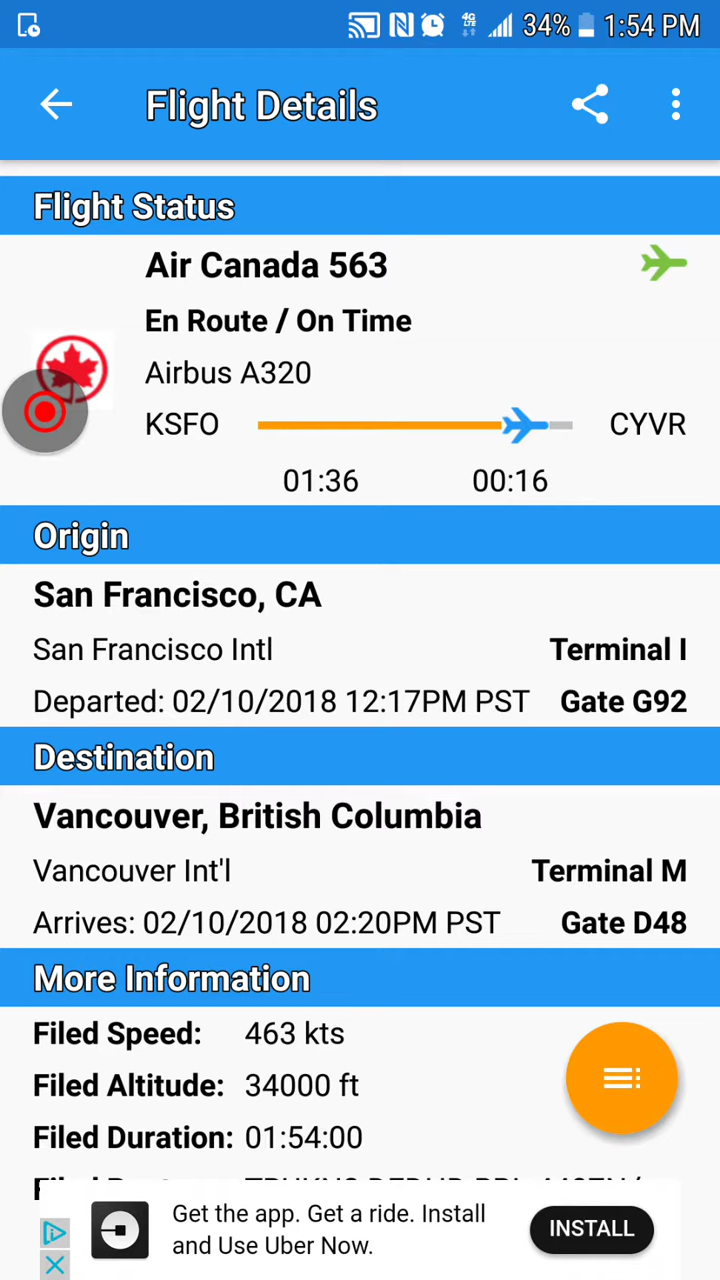 34% 1:54 PM
Flight Details
Flight Status
Air Canada 563
En Route / On Time
Airbus A320
KSFO CYVR
01:36 00:16
Origin
San Francisco, CA
San Francisco Intl Terminal I
Departed: 02/10/2018 12:17PM PST Gate G92
Destination
Vancouver, British Columbia
Vancouver Int'l Terminal M
Arrives: 02/10/2018 02:20PM PST Gate D48
More Information
Filed Speed: 463 kts
Filed Altitude: 34000 ft
Filed Duration: 01:54:00
Get the app. Get a ride. Install
and Use Uber Now.
INSTALL